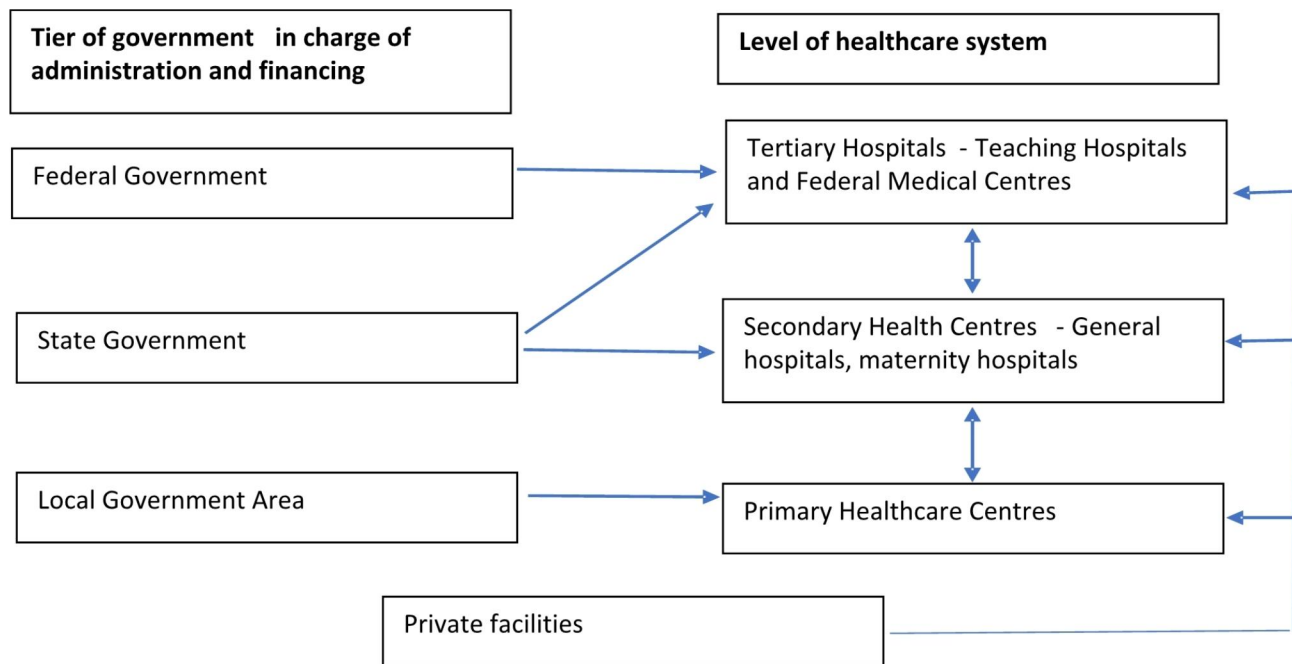 Tier of government in charge of
administration and financing
Level of healthcare system
Federal Government
Tertiary Hospitals - Teaching Hospitals
and Federal Medical Centres
State Government
Secondary Health Centres - General
hospitals, maternity hospitals
Local Government Area
Primary Healthcare Centres
Private facilities